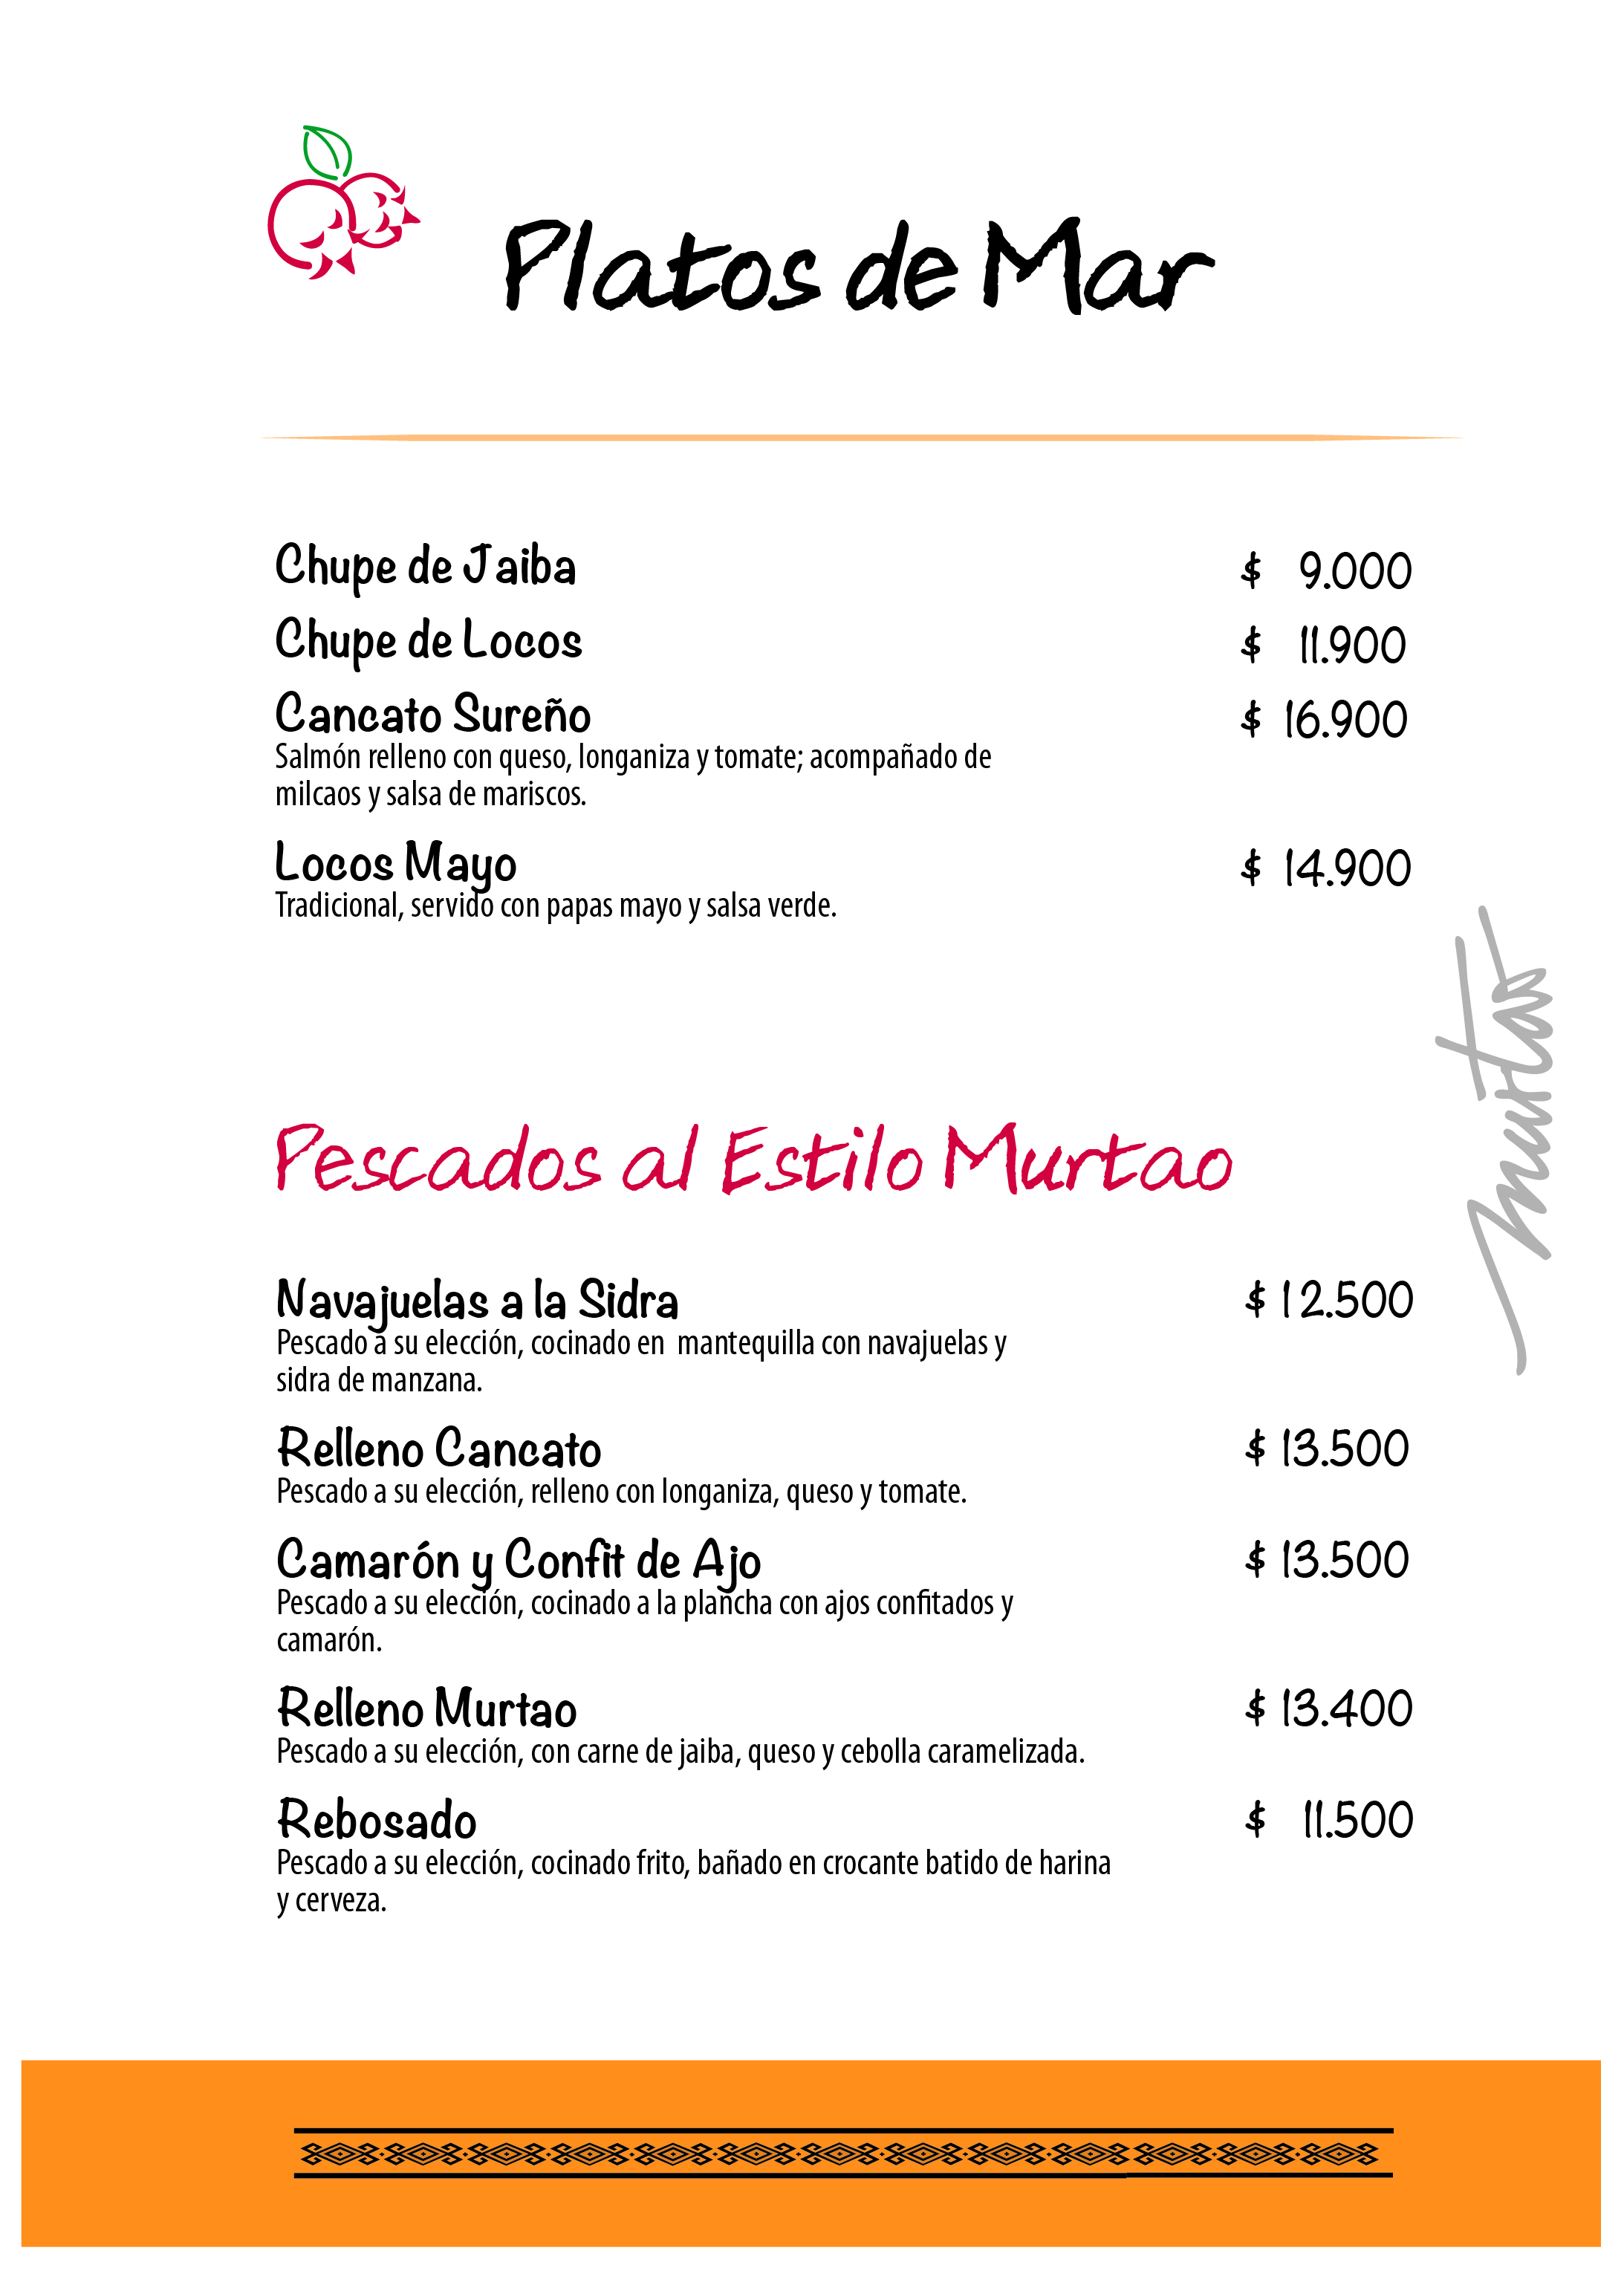 Platos de Mar
Chupe de Jaiba $ 9.000
Chupe de Locos $ 11.900
Cancato Sureño $ 16.900
Salmón relleno con queso, longaniza y tomate; acompañado de
milcaos y salsa de mariscos.
Locos Mayo $ 14.900
Tradicional, servido con papas mayo y salsa verde.
murtao
Pescados al Estilo Murtao
Navajuelas a la Sidra $ 12.500
Pescado a su elección, cocinado en mantequilla con navajuelas y
sidra de manzana.
Relleno Cancato $ 13.500
Pescado a su elección, relleno con longaniza, queso y tomate.
Camarón y Confit de Ajo $ 13.500
Pescado a su elección, cocinado a la plancha con ajos confitados y
camarón.
Relleno Murtao $ 13.400
Pescado a su elección, con carne de jaiba, queso y cebolla caramelizada.
Rebosado $ 11.500
Pescado a su elección, cocinado frito, bañado en crocante batido de harina
y cerveza.